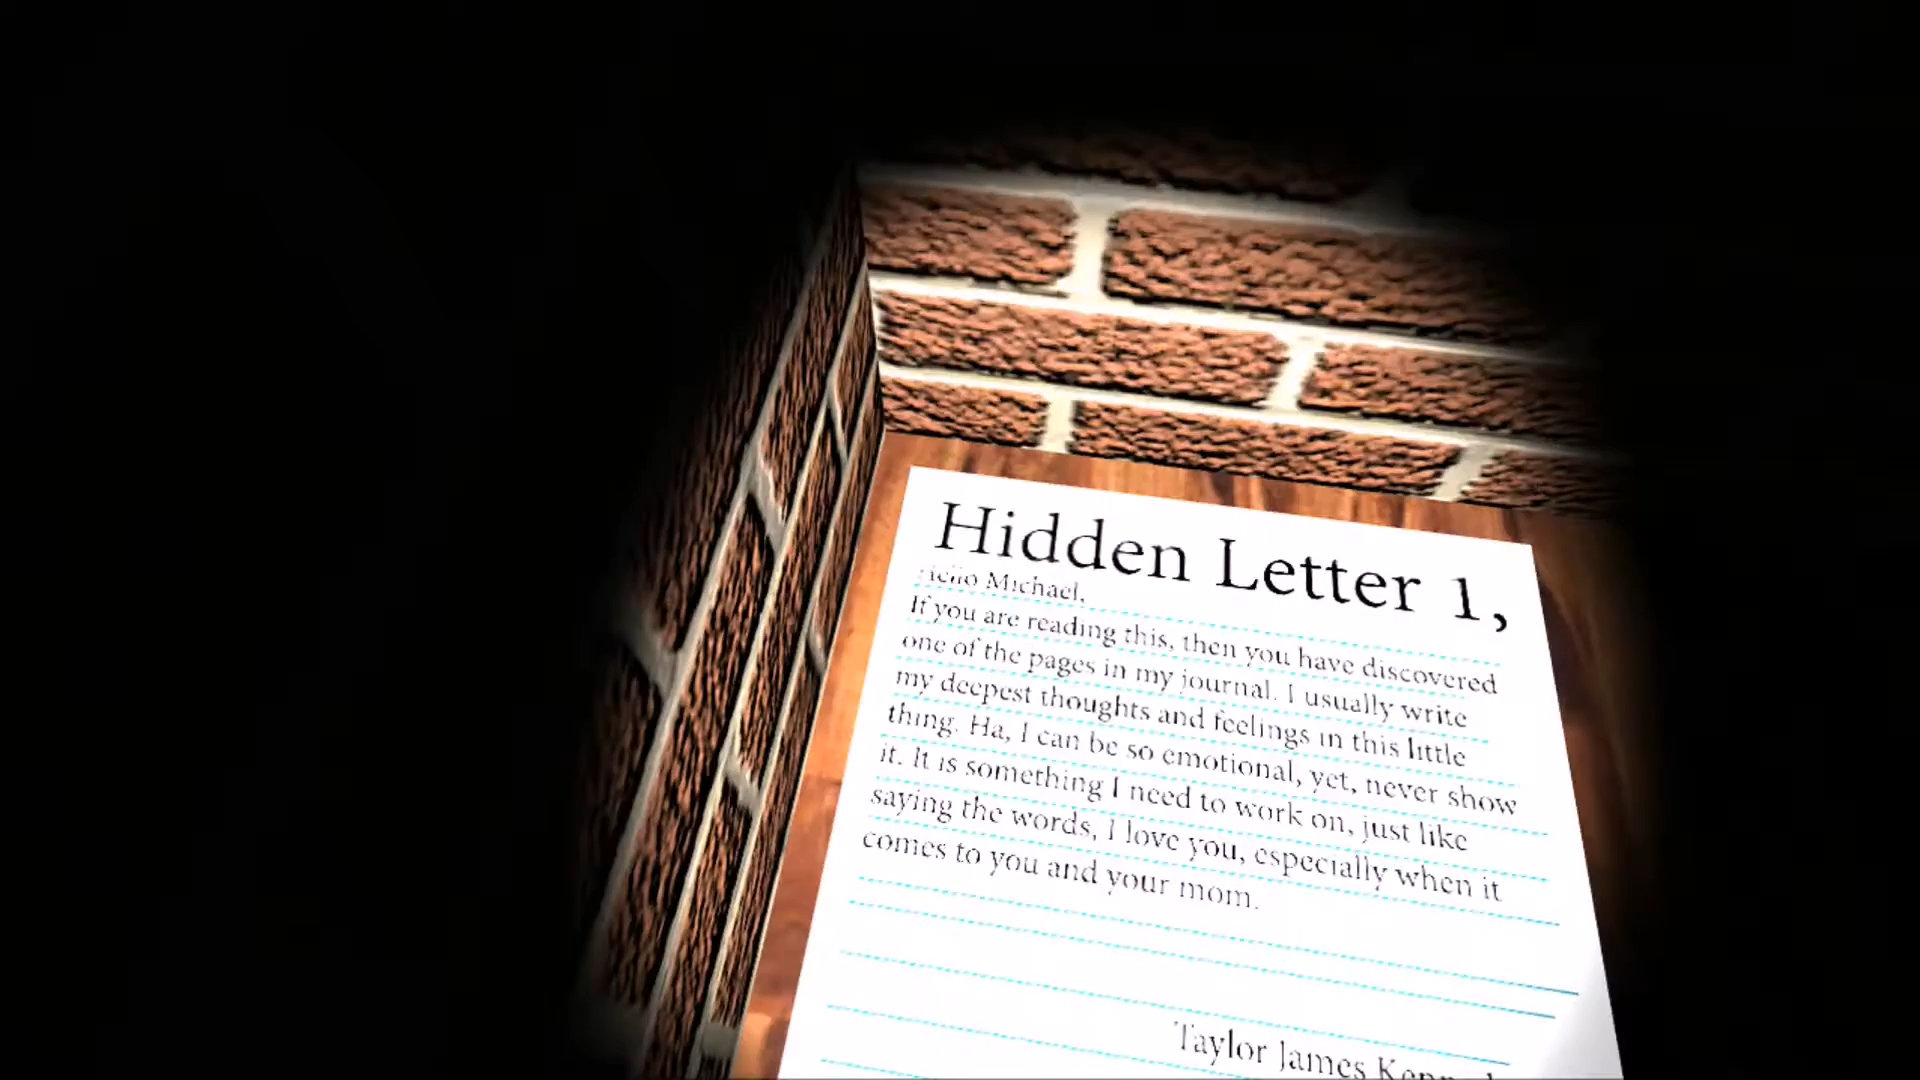 Hidden Letter 1,
Hello Michael,
If you are reading this, then you have discovered
one of the pages in my journal. I usually write
my deepest thoughts and feelings in this little
thing. Ha, I can be so emotional, yet, never show
it. It is something I need to work on, just like
saying the words, I love you, especially when it
comes to you and your mom.
Taylor James